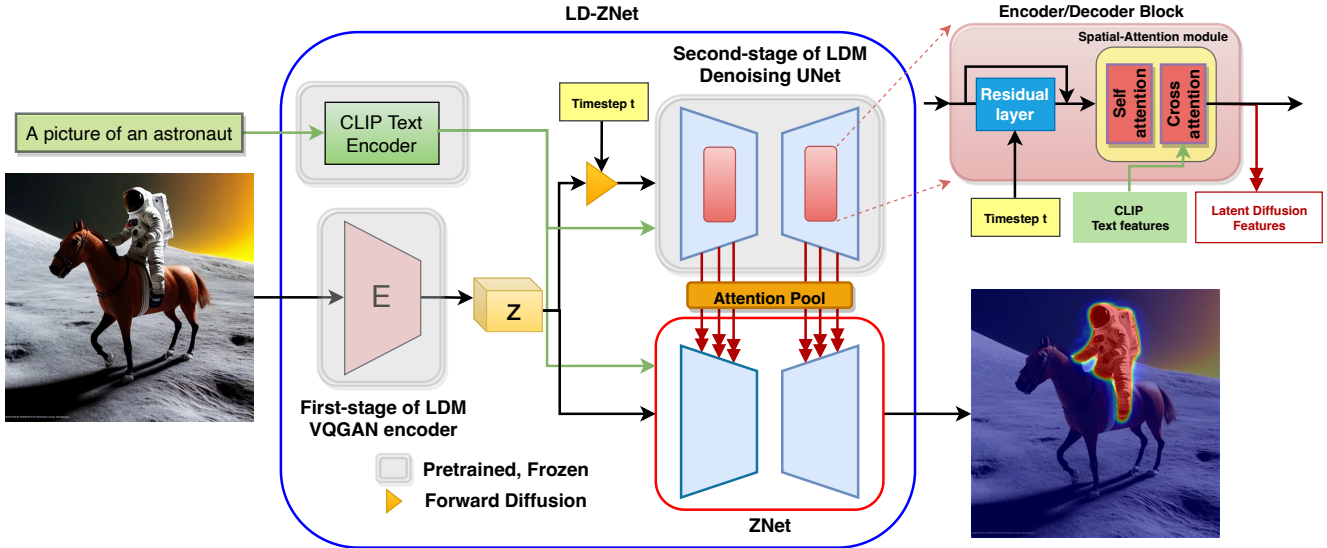 LD-ZNet
Encoder/Decoder Block
Spatial-Attention module
Second-stage of LDM
Denoising UNet
Timestep t
Residual
layer
Self
attention
Cross
attention
A picture of an astronaut
CLIP Text
Encoder
Timestep t
CLIP
Text features
Latent Diffusion
Features
E
Z
Attention Pool
First-stage of LDM
VQGAN encoder
Pretrained, Frozen
Forward Diffusion
ZNet